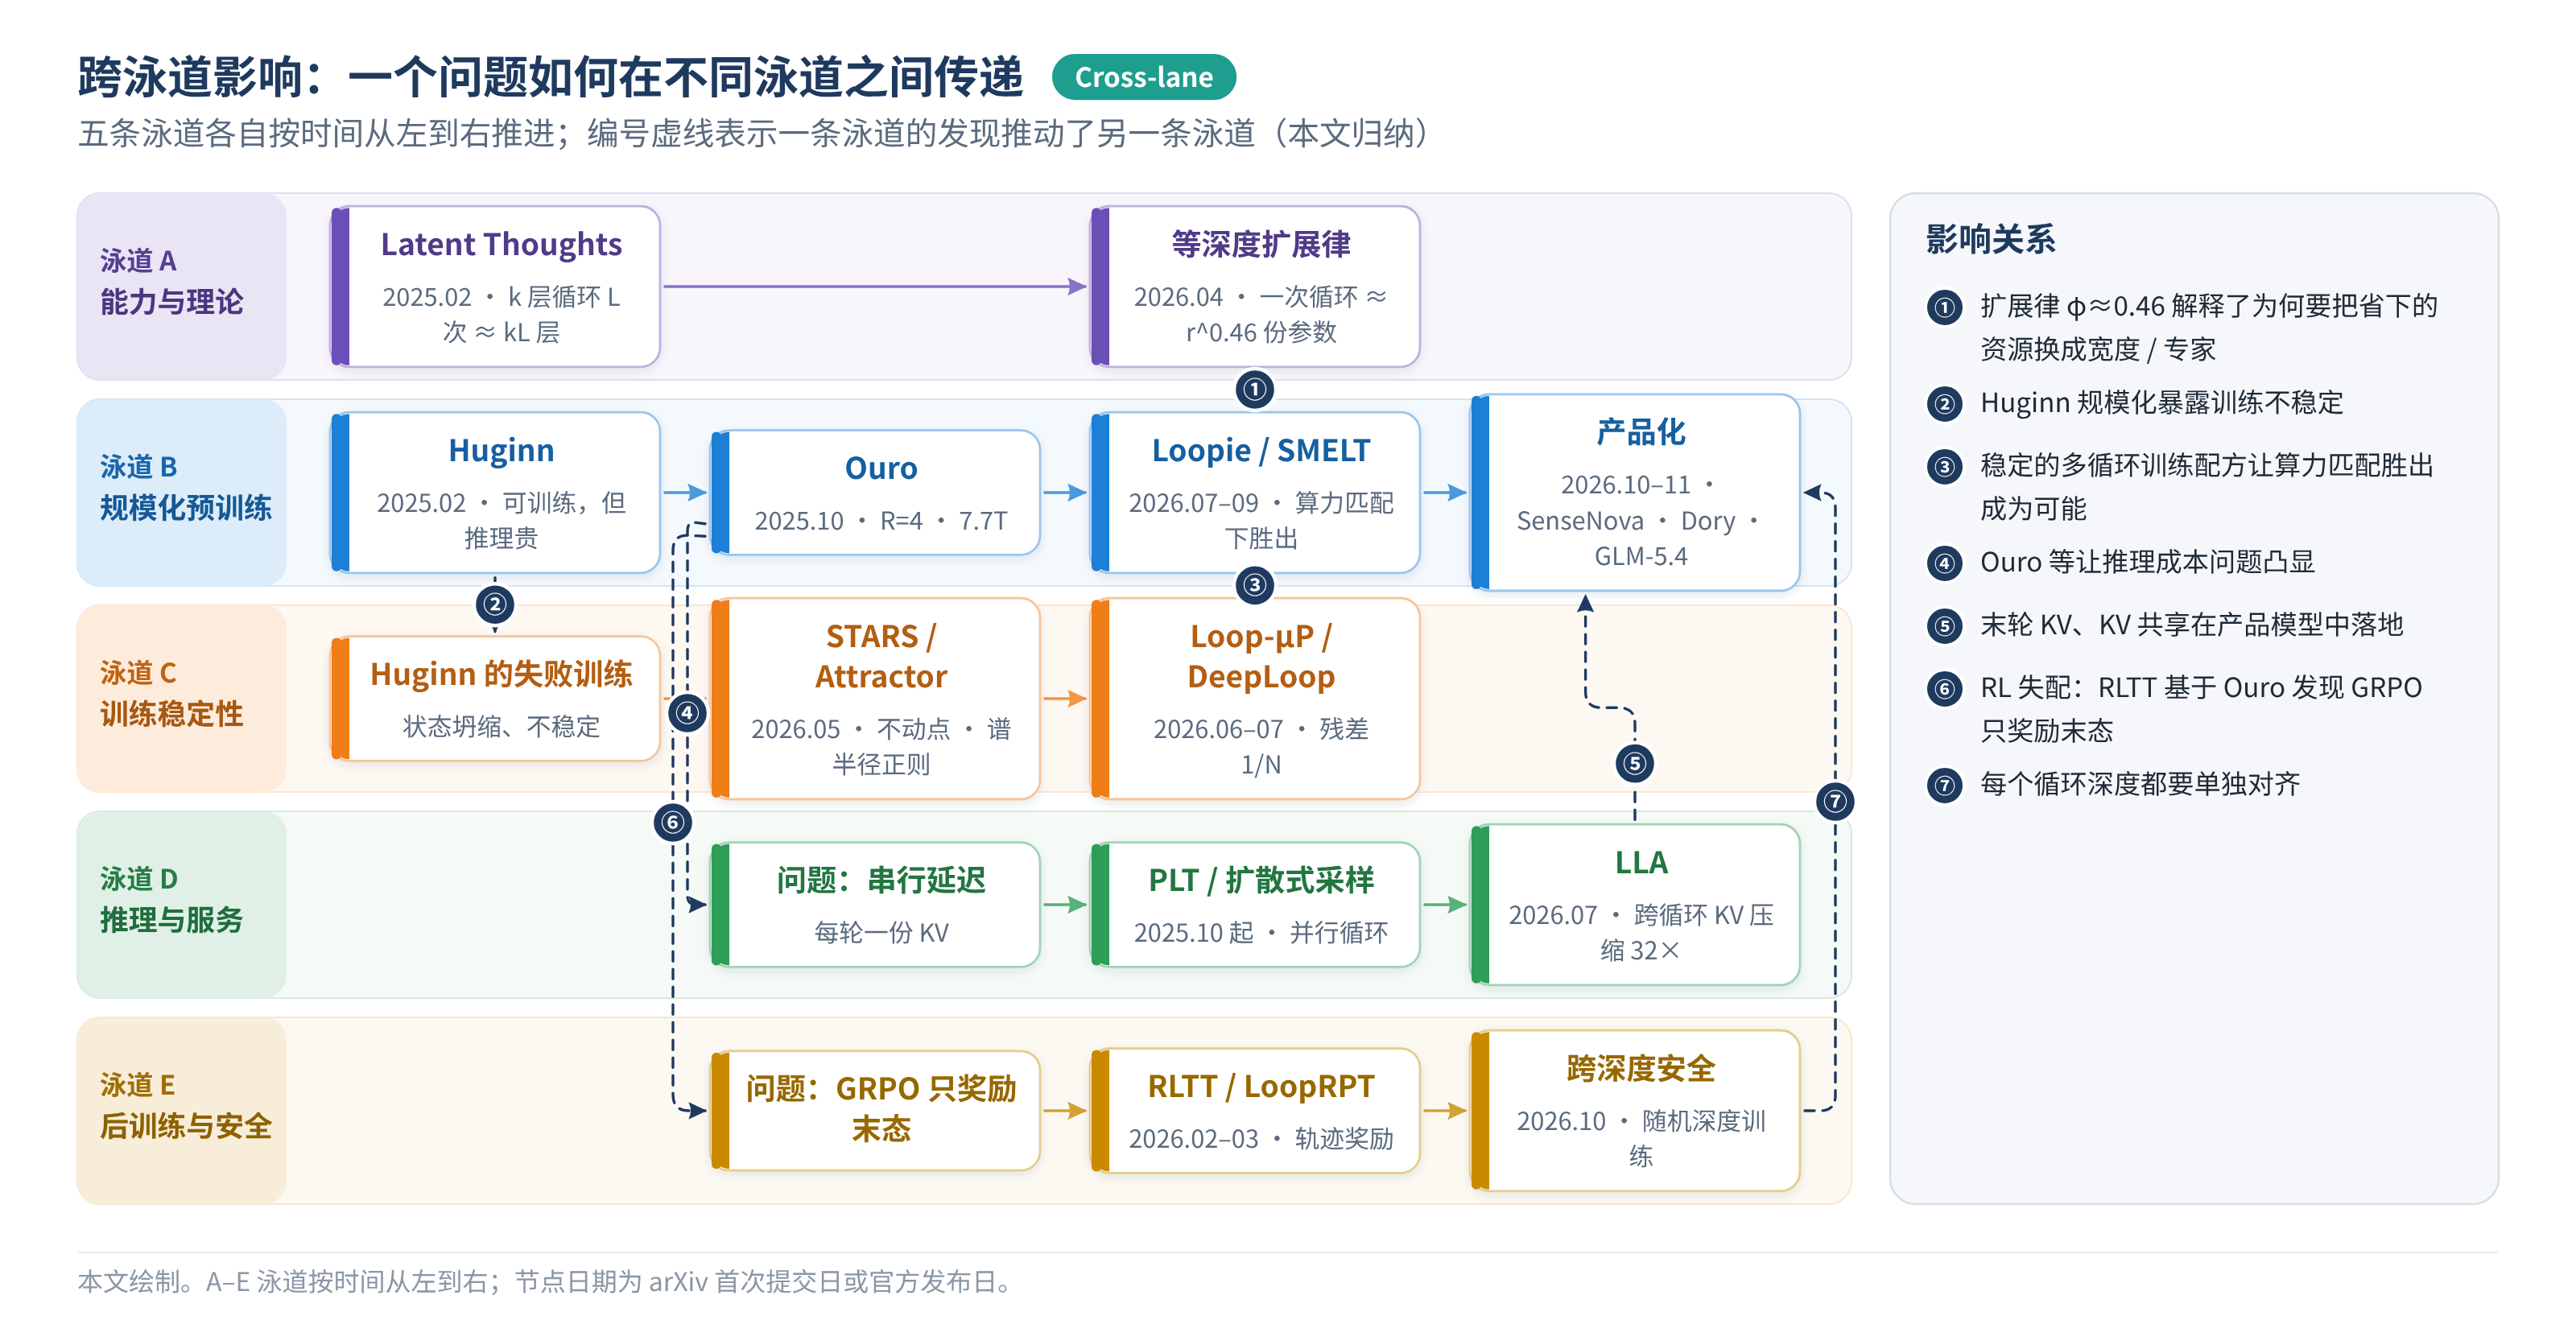 跨泳道影响：一个问题如何在不同泳道之间传递
Cross-lane
五条泳道各自按时间从左到右推进；编号虚线表示一条泳道的发现推动了另一条泳道（本文归纳）
泳道 A
能力与理论
Latent Thoughts
2025.02 · k 层循环 L
次 ≈ kL 层
等深度扩展律
2026.04 · 一次循环 ≈
r^0.46 份参数
①
泳道 B
规模化预训练
Huginn
2025.02 · 可训练，但
推理贵
Ouro
2025.10 · R=4 · 7.7T
Loopie / SMELT
2026.07–09 · 算力匹配
下胜出
产品化
2026.10–11 ·
SenseNova · Dory ·
GLM-5.4
②
③
泳道 C
训练稳定性
Huginn 的失败训练
状态坍缩、不稳定
④
STARS /
Attractor
2026.05 · 不动点 · 谱
半径正则
Loop-μP /
DeepLoop
2026.06–07 · 残差
1/N
⑤
⑦
⑥
泳道 D
推理与服务
问题：串行延迟
每轮一份 KV
PLT / 扩散式采样
2025.10 起 · 并行循环
LLA
2026.07 · 跨循环 KV 压
缩 32×
泳道 E
后训练与安全
问题：GRPO 只奖励
末态
RLTT / LoopRPT
2026.02–03 · 轨迹奖励
跨深度安全
2026.10 · 随机深度训
练
影响关系
① 扩展律 φ≈0.46 解释了为何要把省下的
资源换成宽度 / 专家
② Huginn 规模化暴露训练不稳定
③ 稳定的多循环训练配方让算力匹配胜出
成为可能
④ Ouro 等让推理成本问题凸显
⑤ 末轮 KV、KV 共享在产品模型中落地
⑥ RL 失配：RLTT 基于 Ouro 发现 GRPO
只奖励末态
⑦ 每个循环深度都要单独对齐
本文绘制。A–E 泳道按时间从左到右；节点日期为 arXiv 首次提交日或官方发布日。